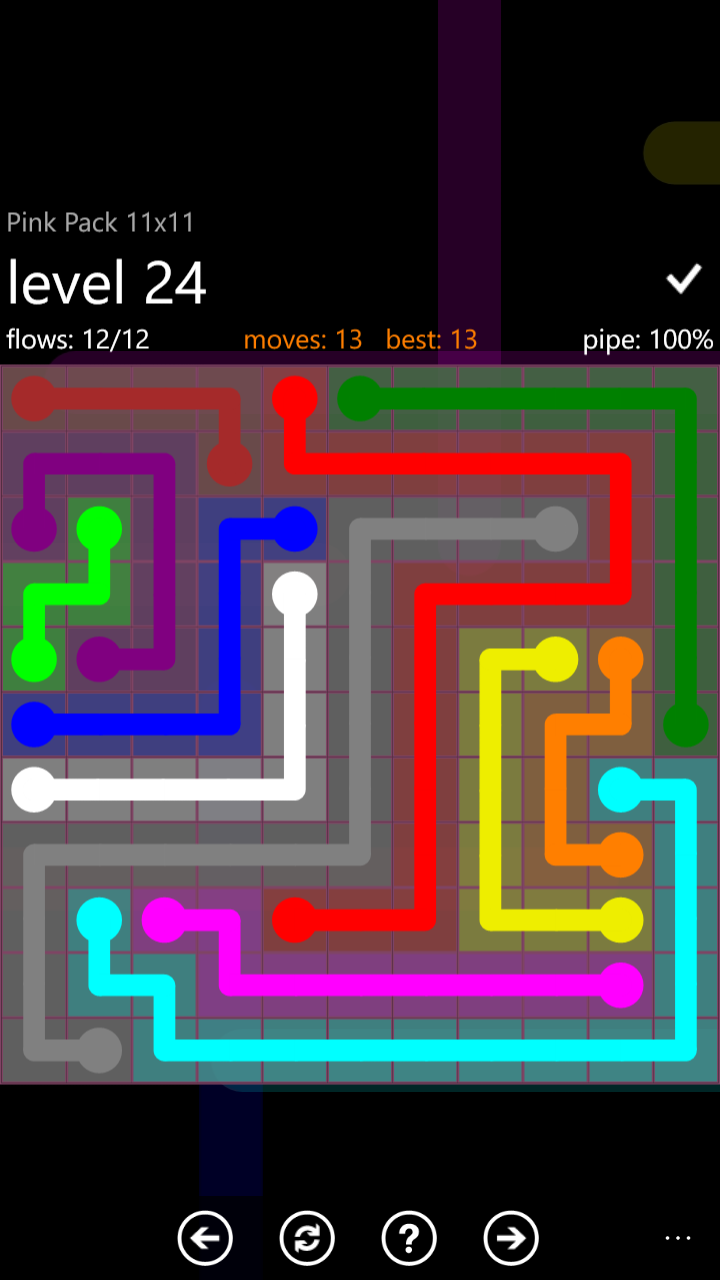 Pink Pack 11x11
level 24
flows: 12/12 moves: 13 best: 13 pipe: 100%
?
...